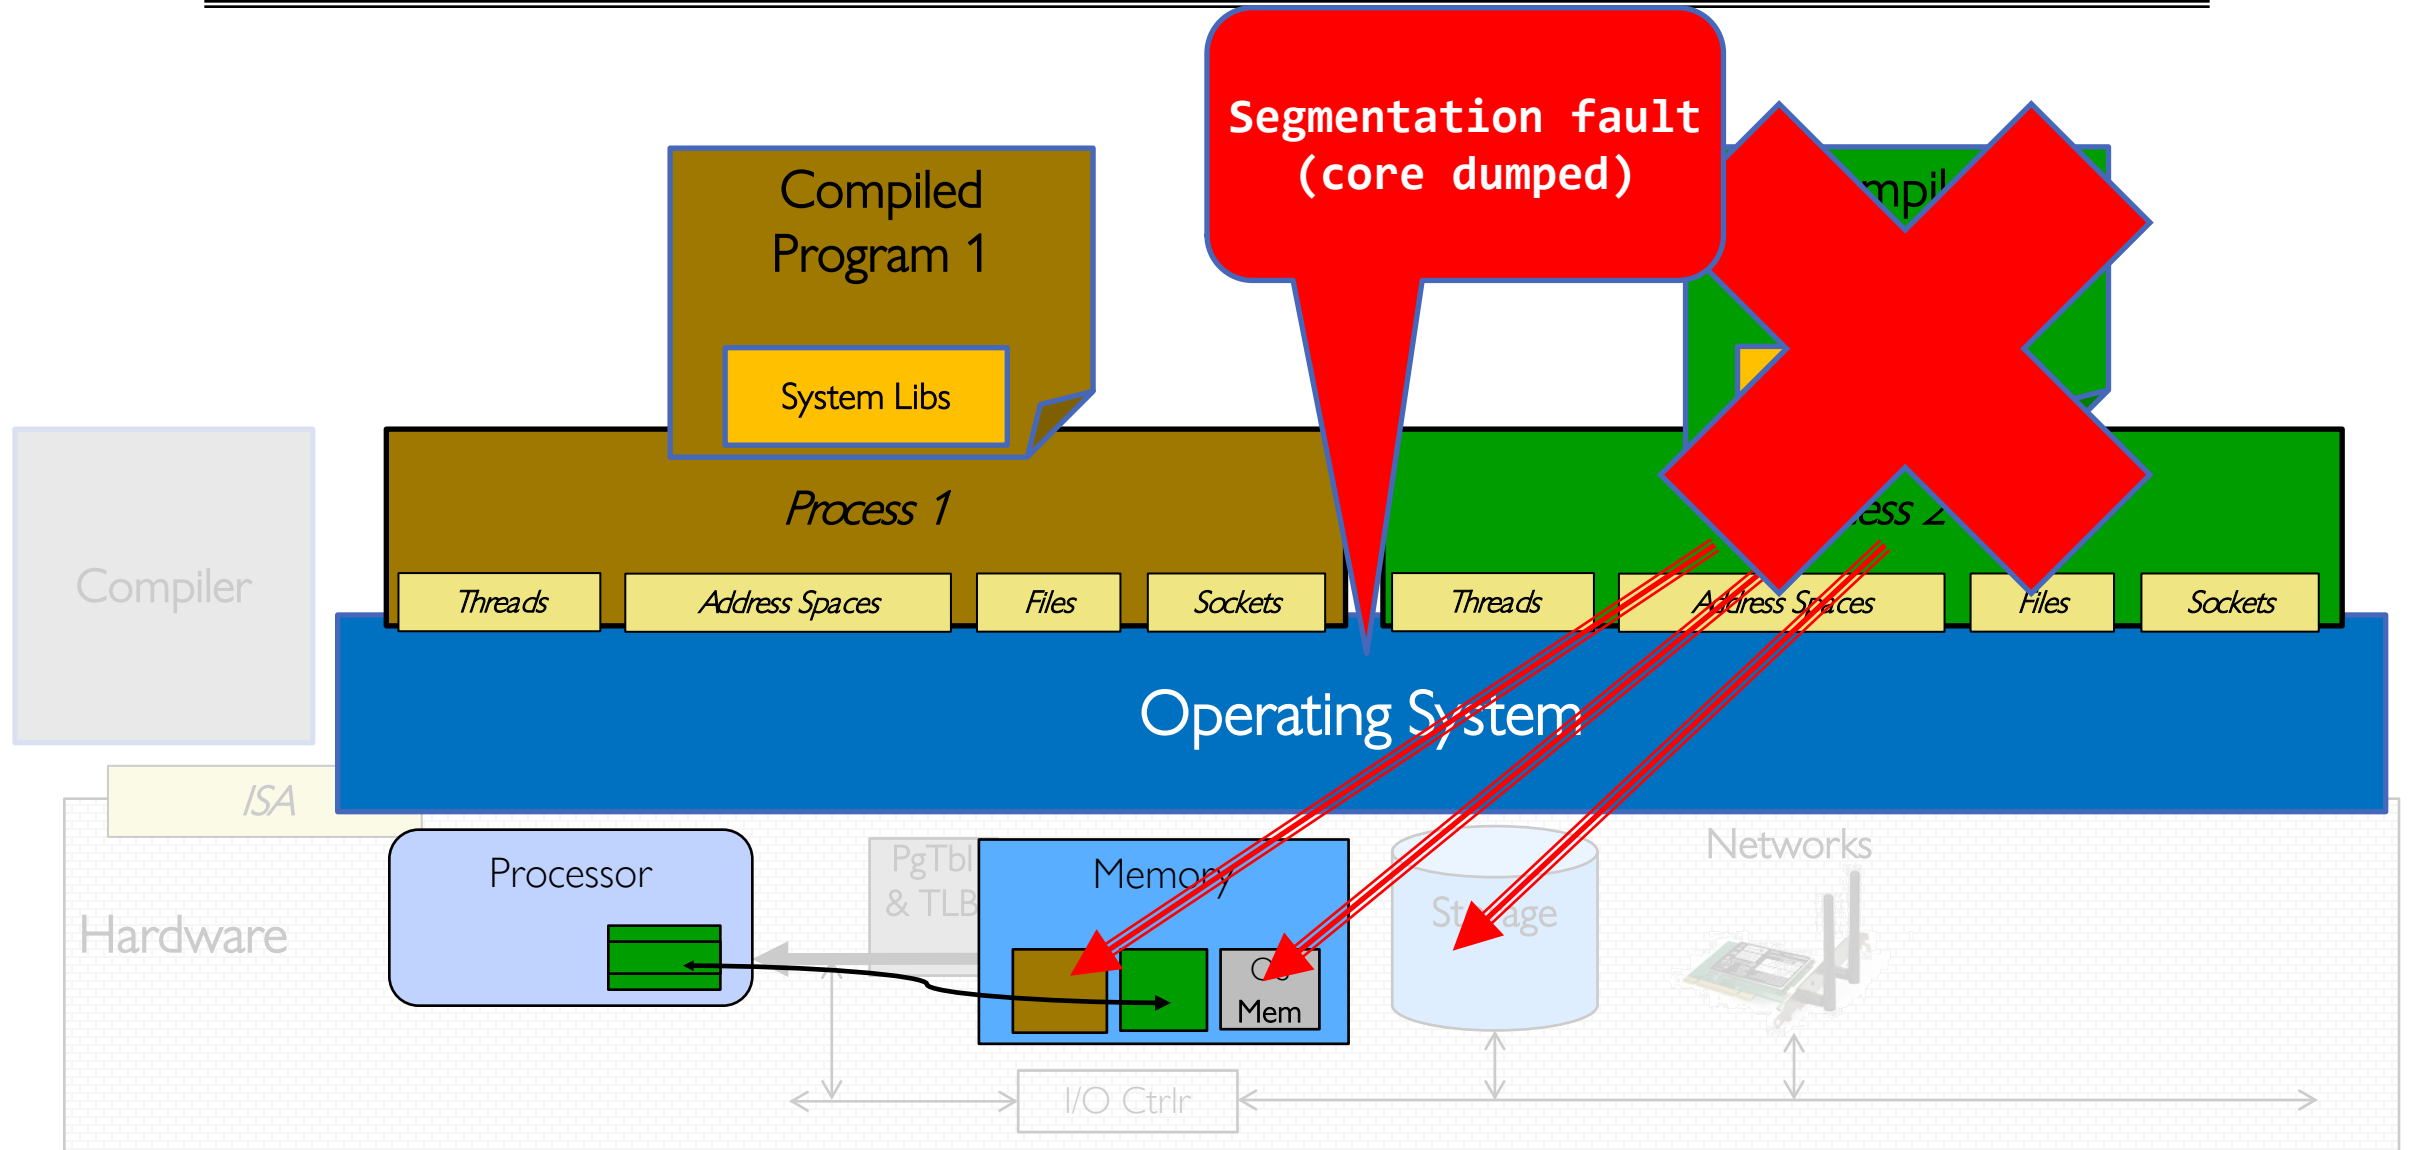 Segmentation fault
(core dumped)
Compiled
Program 1
System Libs
Compiler
Process 1
Threads
Address Spaces
Files
Sockets
Threads
Address Spaces
Files
Sockets
Operating System
ISA
Hardware
Processor
PgTbl
& TLB
Memory
Mem
Storage
Networks
I/O Ctrlr